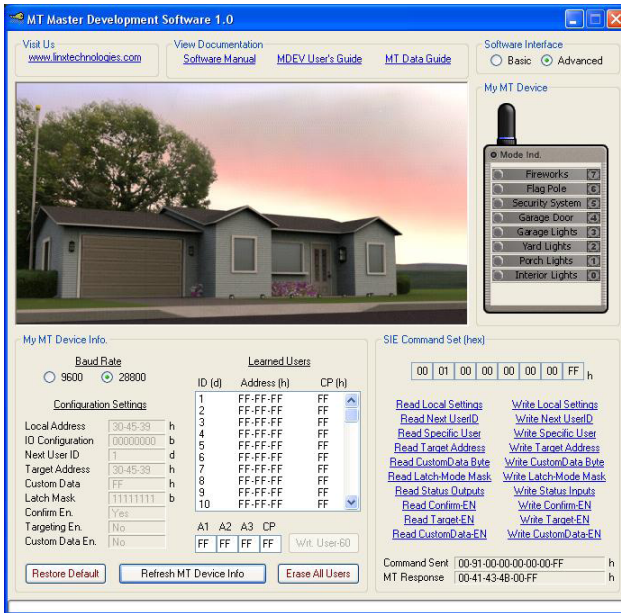 MT Master Development Software 1.0
Visit Us
www.linxtechnologies.com
View Documentation
Software Manual MDEV User's Guide MT Data Guide
Software Interface
Basic Advanced
My MT Device
Mode Ind.
Fireworks 7
Flag Pole 6
Security System 5
Garage Door 4
Garage Lights 3
Yard Lights 2
Porch Lights 1
Interior Lights 0
My MT Device Info.
Baud Rate
9600 28800
Configuration Settings
Local Address 30-45-39 h
IO Configuration 00000000 b
Next User ID 1 d
Target Address 30-45-39 h
Custom Data FF h
Latch Mask 11111111 b
Confirm En. Yes
Targeting En. No
Custom Data En. No
Learned Users
ID (d) Address (h) CP (h)
1 FF-FF-FF FF
2 FF-FF-FF FF
3 FF-FF-FF FF
4 FF-FF-FF FF
5 FF-FF-FF FF
6 FF-FF-FF FF
7 FF-FF-FF FF
8 FF-FF-FF FF
9 FF-FF-FF FF
10 FF-FF-FF FF
A1 A2 A3 CP
FF FF FF FF Wrt. User-60
Restore Default Refresh MT Device Info Erase All Users
SIE Command Set (hex)
00 01 00 00 00 00 00 FF h
Read Local Settings Write Local Settings
Read Next UserID Write Next UserID
Read Specific User Write Specific User
Read Target Address Write Target Address
Read CustomData Byte Write CustomData Byte
Read Latch-Mode Mask Write Latch-Mode Mask
Read Status Outputs Write Status Inputs
Read Confirm-EN Write Confirm-EN
Read Target-EN Write Target-EN
Read CustomData-EN Write CustomData-EN
Command Sent 00-91-00-00-00-00-00-FF h
MT Response 00-41-43-4B-00-FF h